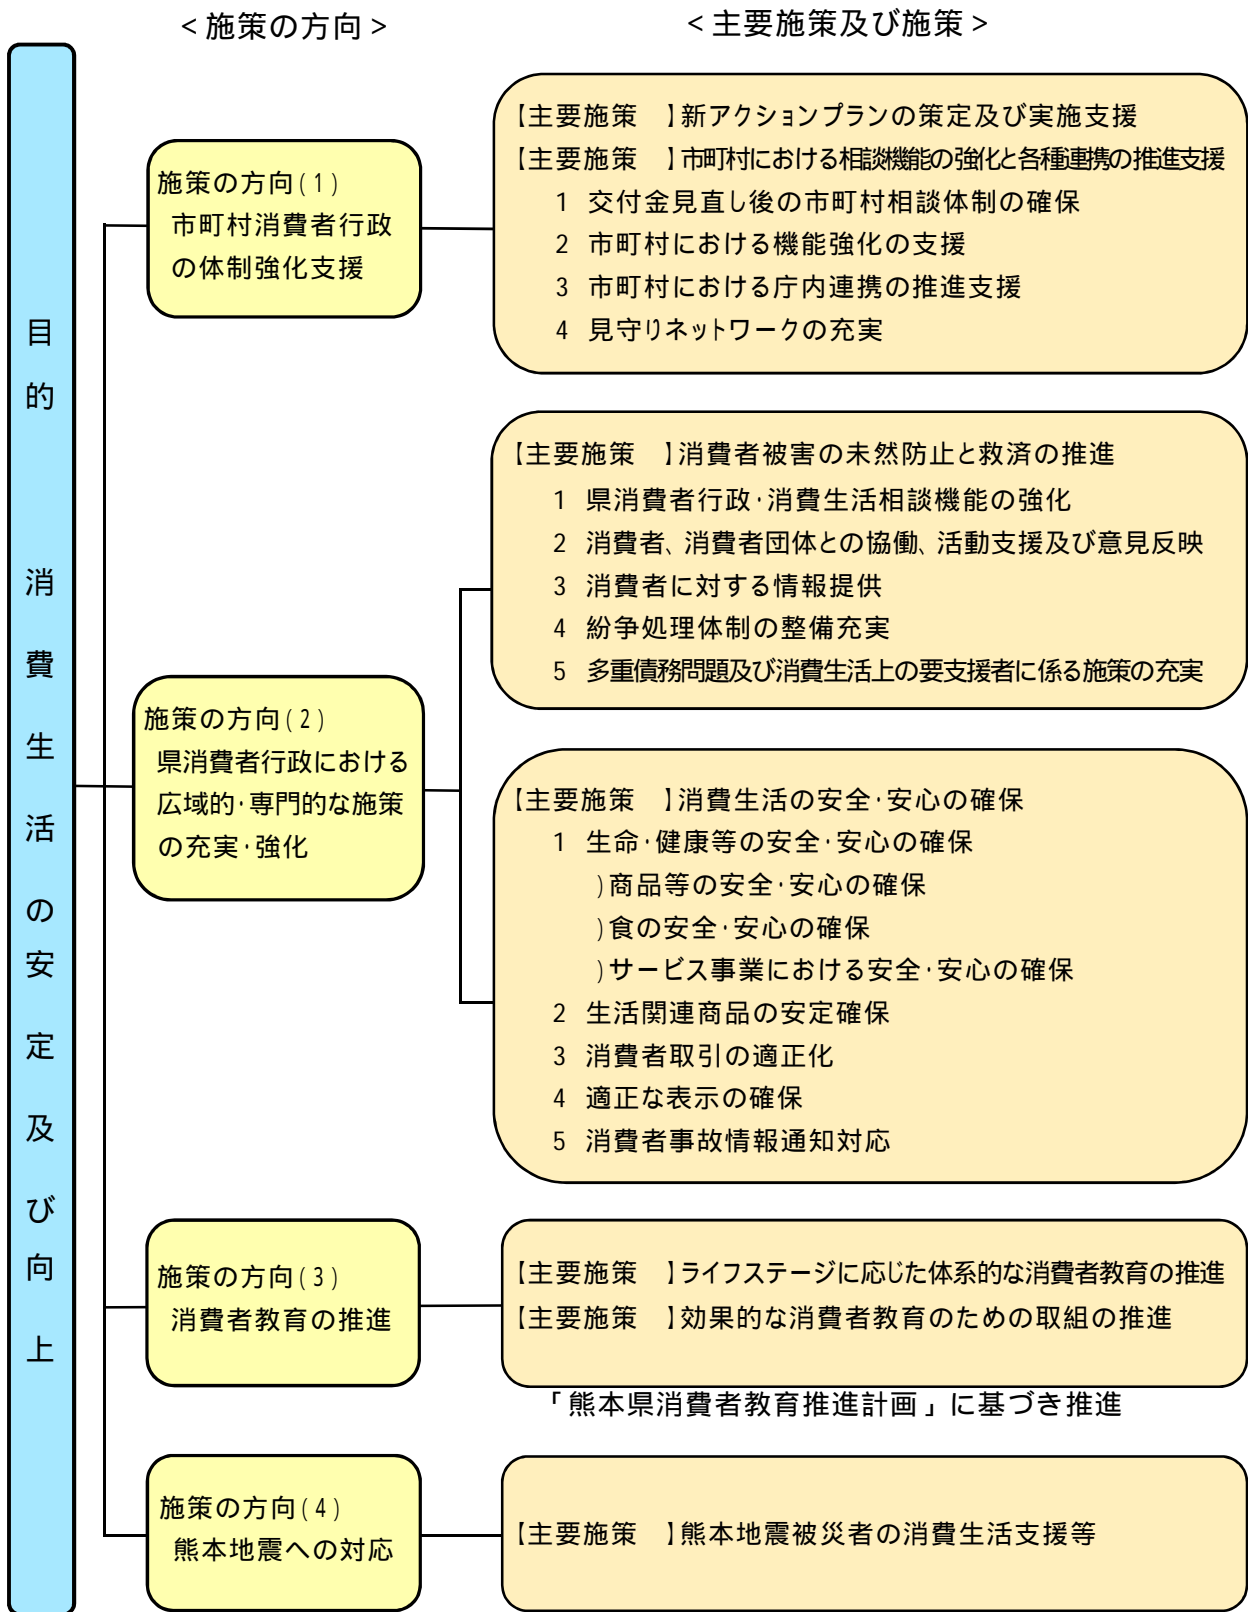 ＜施策の方向＞
＜主要施策及び施策＞
目的　消費生活の安定及び向上
施策の方向(1)
市町村消費者行政
の体制強化支援
【主要施策　】新アクションプランの策定及び実施支援
【主要施策　】市町村における相談機能の強化と各種連携の推進支援
1 交付金見直し後の市町村相談体制の確保
2 市町村における機能強化の支援
3 市町村における庁内連携の推進支援
4 見守りネットワークの充実
施策の方向(2)
県消費者行政における
広域的・専門的な施策
の充実・強化
【主要施策　】消費者被害の未然防止と救済の推進
1 県消費者行政・消費生活相談機能の強化
2 消費者、消費者団体との協働、活動支援及び意見反映
3 消費者に対する情報提供
4 紛争処理体制の整備充実
5 多重債務問題及び消費生活上の要支援者に係る施策の充実
【主要施策　】消費生活の安全・安心の確保
1 生命・健康等の安全・安心の確保
)商品等の安全・安心の確保
)食の安全・安心の確保
)サービス事業における安全・安心の確保
2 生活関連商品の安定確保
3 消費者取引の適正化
4 適正な表示の確保
5 消費者事故情報通知対応
施策の方向(3)
消費者教育の推進
【主要施策　】ライフステージに応じた体系的な消費者教育の推進
【主要施策　】効果的な消費者教育のための取組の推進
「熊本県消費者教育推進計画」に基づき推進
施策の方向(4)
熊本地震への対応
【主要施策　】熊本地震被災者の消費生活支援等